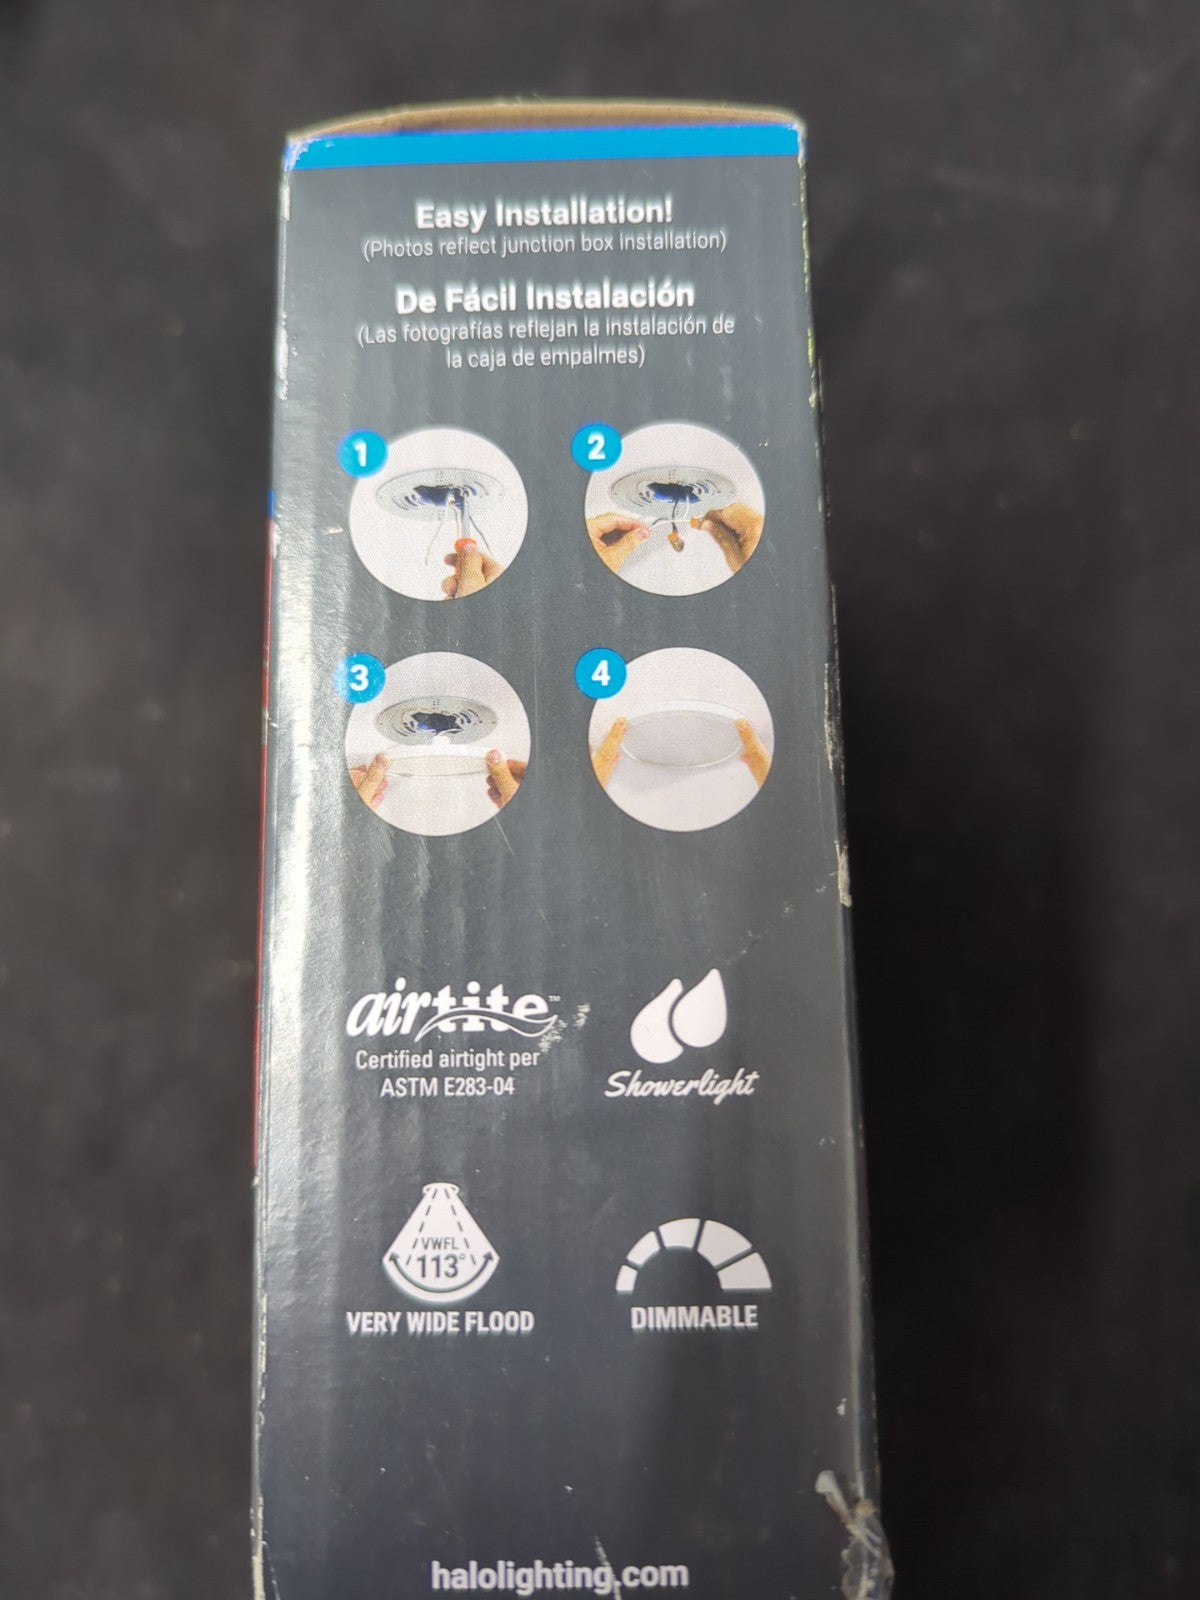 Easy Installation!
(Photos reflect junction box installation)
De Fácil Instalación
(Las fotografías reflejan la instalación de
la caja de empalmes)
1
2
3
4
airtite™
Certified airtight per
ASTM E283-04
Showerlight
VWFL
113°
VERY WIDE FLOOD
DIMMABLE
halolighting.com